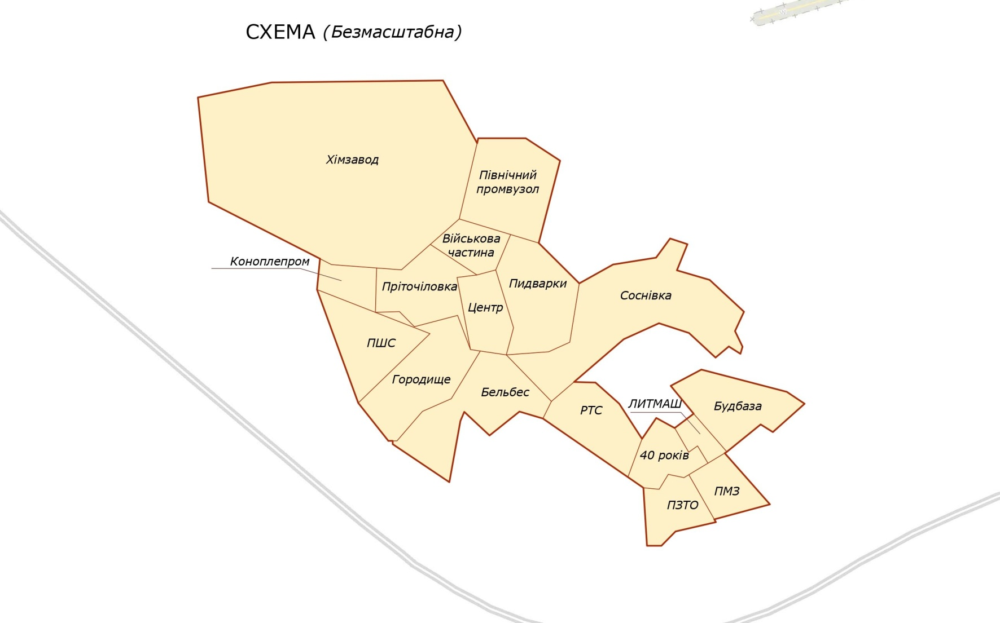 СХЕМА (Безмасштабна)
Хімзавод
Північний
промвузол
Військова
частина
Коноплепром
Пріточіловка
Пидварки
Соснівка
Центр
ПШС
Городище
Бельбес
РТС
ЛИТМАШ
Будбаза
40 років
ПМЗ
ПЗТО